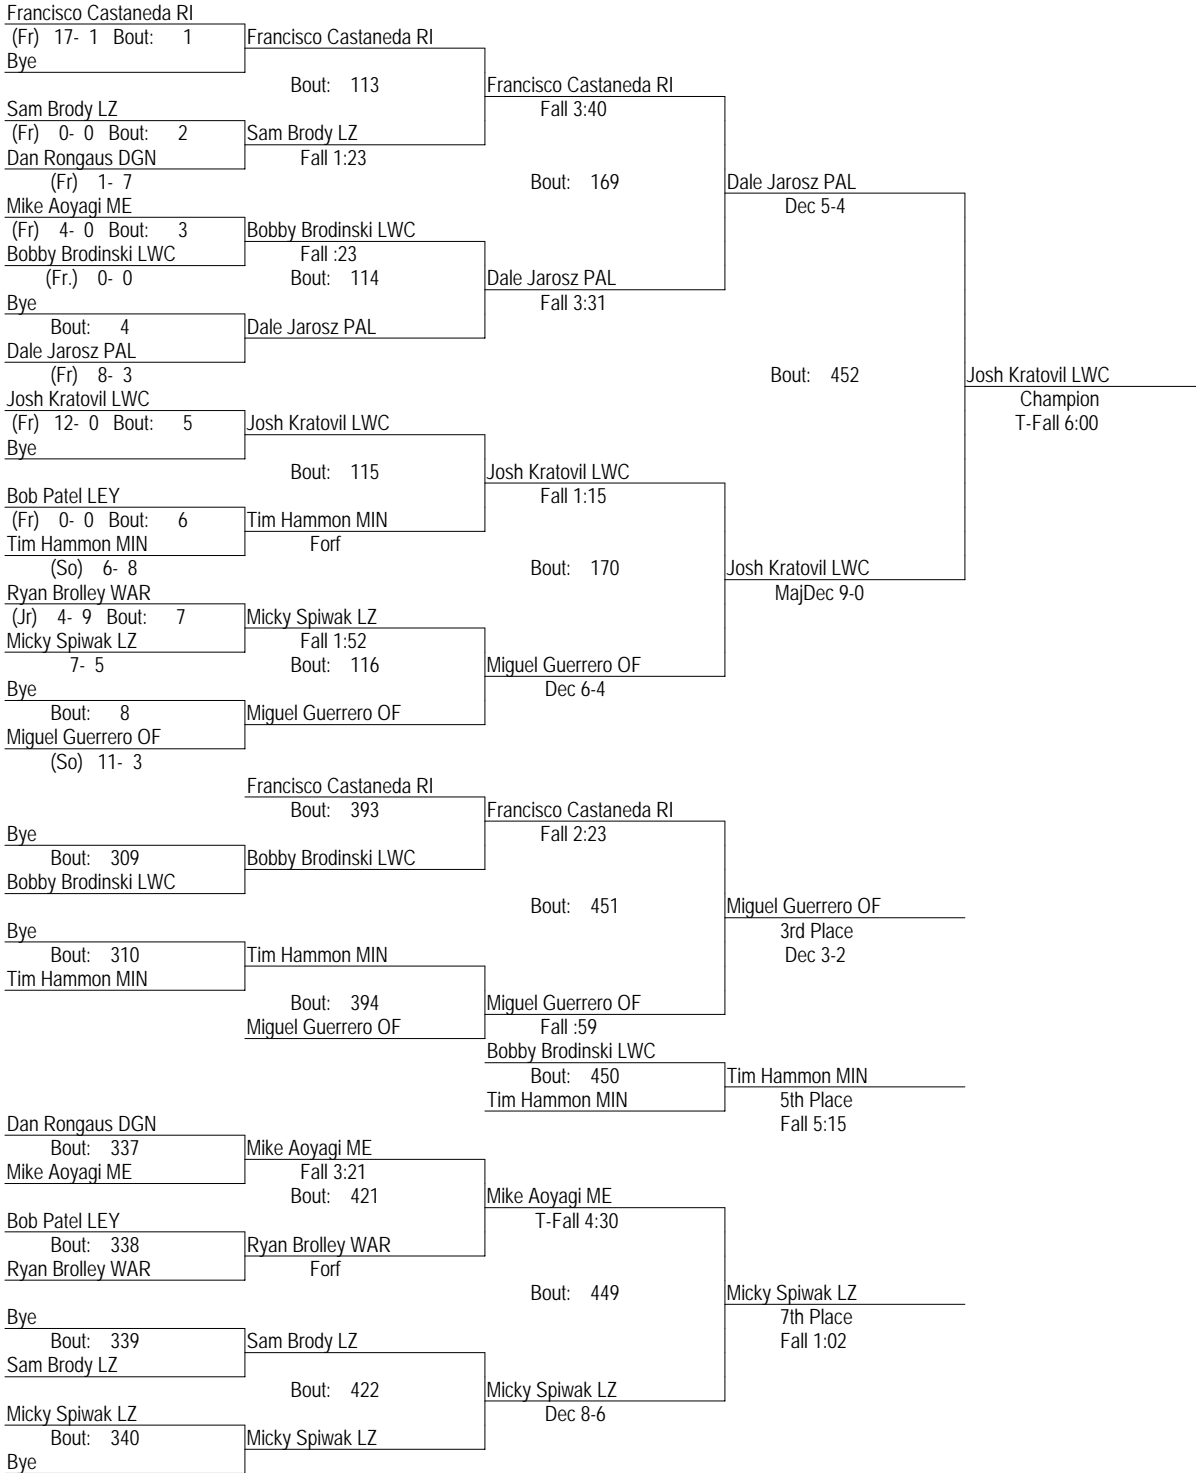 Francisco Castaneda RI
(Fr) 17- 1 Bout: 1 Francisco Castaneda RI
Bye
Bout: 113 Francisco Castaneda RI
Sam Brody LZ Fall 3:40
(Fr) 0- 0 Bout: 2 Sam Brody LZ
Dan Rongaus DGN Fall 1:23
(Fr) 1- 7 Bout: 169 Dale Jarosz PAL
Mike Aoyagi ME Dec 5-4
(Fr) 4- 0 Bout: 3 Bobby Brodinski LWC
Bobby Brodinski LWC Fall :23
(Fr.) 0- 0 Bout: 114 Dale Jarosz PAL
Bye Fall 3:31
Bout: 4 Dale Jarosz PAL
Dale Jarosz PAL
(Fr) 8- 3 Bout: 452 Josh Kratovil LWC
Josh Kratovil LWC Champion
(Fr) 12- 0 Bout: 5 Josh Kratovil LWC T-Fall 6:00
Bye
Bout: 115 Josh Kratovil LWC
Bob Patel LEY Fall 1:15
(Fr) 0- 0 Bout: 6 Tim Hammon MIN
Tim Hammon MIN Forf
(So) 6- 8 Bout: 170 Josh Kratovil LWC
Ryan Brolley WAR MajDec 9-0
(Jr) 4- 9 Bout: 7 Micky Spiwak LZ
Micky Spiwak LZ Fall 1:52
7- 5 Bout: 116 Miguel Guerrero OF
Bye Dec 6-4
Bout: 8 Miguel Guerrero OF
Miguel Guerrero OF
(So) 11- 3
Francisco Castaneda RI
Bout: 393 Francisco Castaneda RI
Bye Fall 2:23
Bout: 309 Bobby Brodinski LWC
Bobby Brodinski LWC
Bout: 451 Miguel Guerrero OF
Bye 3rd Place
Bout: 310 Tim Hammon MIN Dec 3-2
Tim Hammon MIN
Bout: 394 Miguel Guerrero OF
Miguel Guerrero OF Fall :59
Bobby Brodinski LWC
Bout: 450 Tim Hammon MIN
Tim Hammon MIN 5th Place
Dan Rongaus DGN Fall 5:15
Bout: 337 Mike Aoyagi ME
Mike Aoyagi ME Fall 3:21
Bout: 421 Mike Aoyagi ME
Bob Patel LEY T-Fall 4:30
Bout: 338 Ryan Brolley WAR
Ryan Brolley WAR Forf
Bout: 449 Micky Spiwak LZ
Bye 7th Place
Bout: 339 Sam Brody LZ Fall 1:02
Sam Brody LZ
Bout: 422 Micky Spiwak LZ
Micky Spiwak LZ Dec 8-6
Bout: 340 Micky Spiwak LZ
Bye